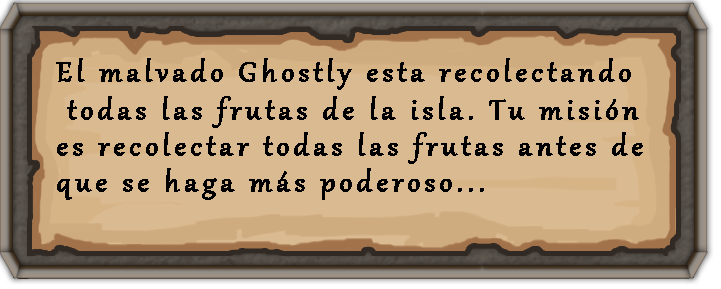 El malvado Ghostly esta recolectando
todas las frutas de la isla. Tu misión
es recolectar todas las frutas antes de
que se haga más poderoso...